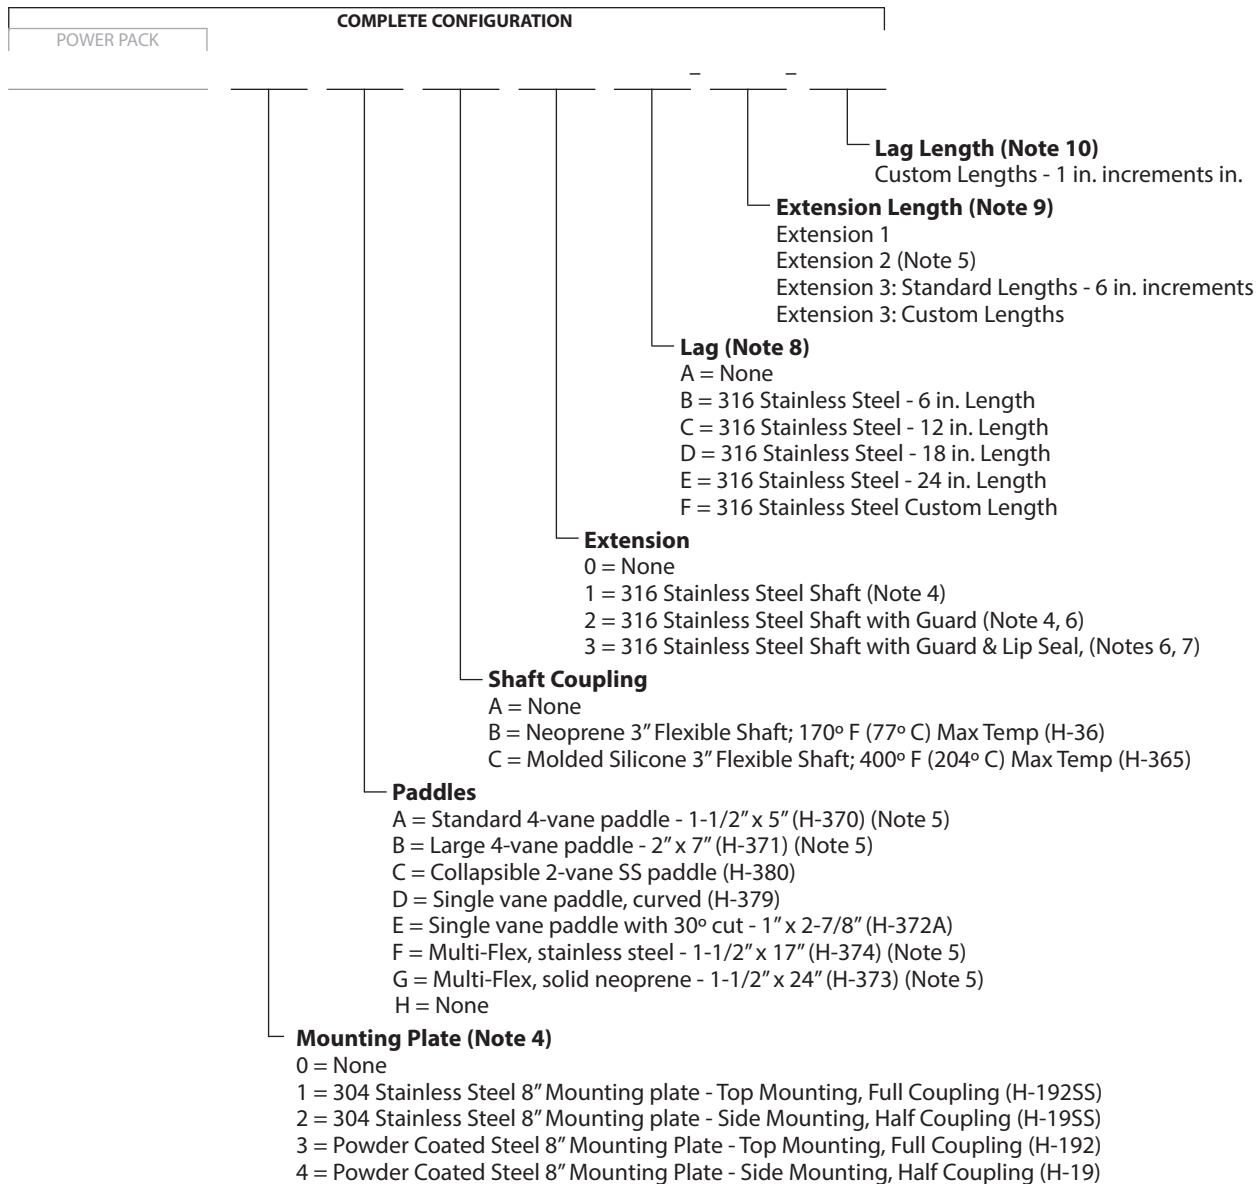 COMPLETE CONFIGURATION
POWER PACK
– –
Lag Length (Note 10)
Custom Lengths - 1 in. increments in.
Extension Length (Note 9)
Extension 1
Extension 2 (Note 5)
Extension 3: Standard Lengths - 6 in. increments
Extension 3: Custom Lengths
Lag (Note 8)
A = None
B = 316 Stainless Steel - 6 in. Length
C = 316 Stainless Steel - 12 in. Length
D = 316 Stainless Steel - 18 in. Length
E = 316 Stainless Steel - 24 in. Length
F = 316 Stainless Steel Custom Length
Extension
0 = None
1 = 316 Stainless Steel Shaft (Note 4)
2 = 316 Stainless Steel Shaft with Guard (Note 4, 6)
3 = 316 Stainless Steel Shaft with Guard & Lip Seal, (Notes 6, 7)
Shaft Coupling
A = None
B = Neoprene 3” Flexible Shaft; 170º F (77º C) Max Temp (H-36)
C = Molded Silicone 3” Flexible Shaft; 400º F (204º C) Max Temp (H-365)
Paddles
A = Standard 4-vane paddle - 1-1/2” x 5” (H-370) (Note 5)
B = Large 4-vane paddle - 2” x 7” (H-371) (Note 5)
C = Collapsible 2-vane SS paddle (H-380)
D = Single vane paddle, curved (H-379)
E = Single vane paddle with 30º cut - 1” x 2-7/8” (H-372A)
F = Multi-Flex, stainless steel - 1-1/2” x 17” (H-374) (Note 5)
G = Multi-Flex, solid neoprene - 1-1/2” x 24” (H-373) (Note 5)
H = None
Mounting Plate (Note 4)
0 = None
1 = 304 Stainless Steel 8” Mounting plate - Top Mounting, Full Coupling (H-192SS)
2 = 304 Stainless Steel 8” Mounting plate - Side Mounting, Half Coupling (H-19SS)
3 = Powder Coated Steel 8” Mounting Plate - Top Mounting, Full Coupling (H-192)
4 = Powder Coated Steel 8” Mounting Plate - Side Mounting, Half Coupling (H-19)